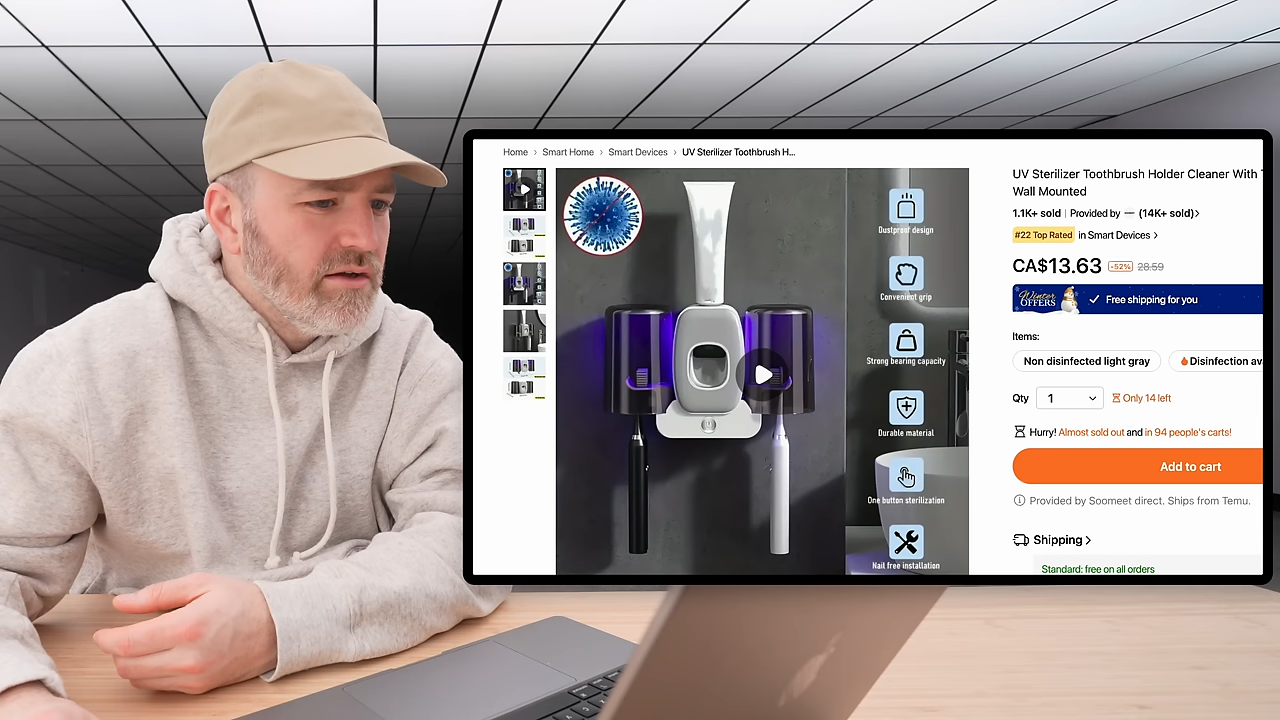 Home > Smart Home > Smart Devices > UV Sterilizer Toothbrush H...
UV Sterilizer Toothbrush Holder Cleaner With
Wall Mounted
1.1K+ sold | Provided by (14K+ sold)>
#22 Top Rated in Smart Devices >
CA$13.63 -52% 28.59
Winter OFFERS ✓ Free shipping for you
Items:
Non disinfected light gray
Disinfection av
Qty 1 Only 14 left
Hurry! Almost sold out and in 94 people's carts!
Add to cart
Provided by Soomeet direct. Ships from Temu.
Shipping >
Standard: free on all orders
Dustproof design
Convenient grip
Strong bearing capacity
Durable material
One button sterilization
Nail free installation